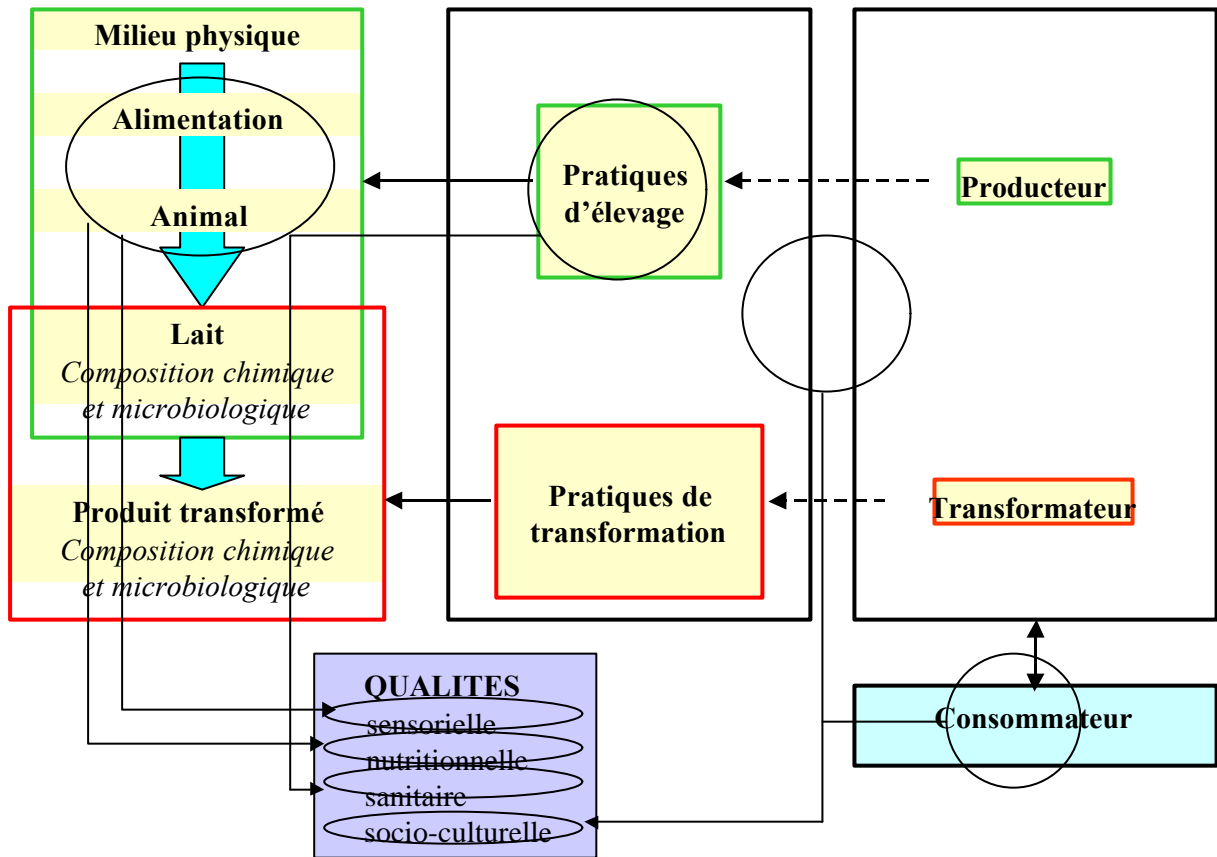 Milieu physique
Alimentation
Animal
Lait
Composition chimique
et microbiologique
Produit transformé
Composition chimique
et microbiologique
Pratiques
d’élevage
Pratiques de
transformation
Producteur
Transformateur
Consommateur
QUALITES
sensorielle
nutritionnelle
sanitaire
socio-culturelle